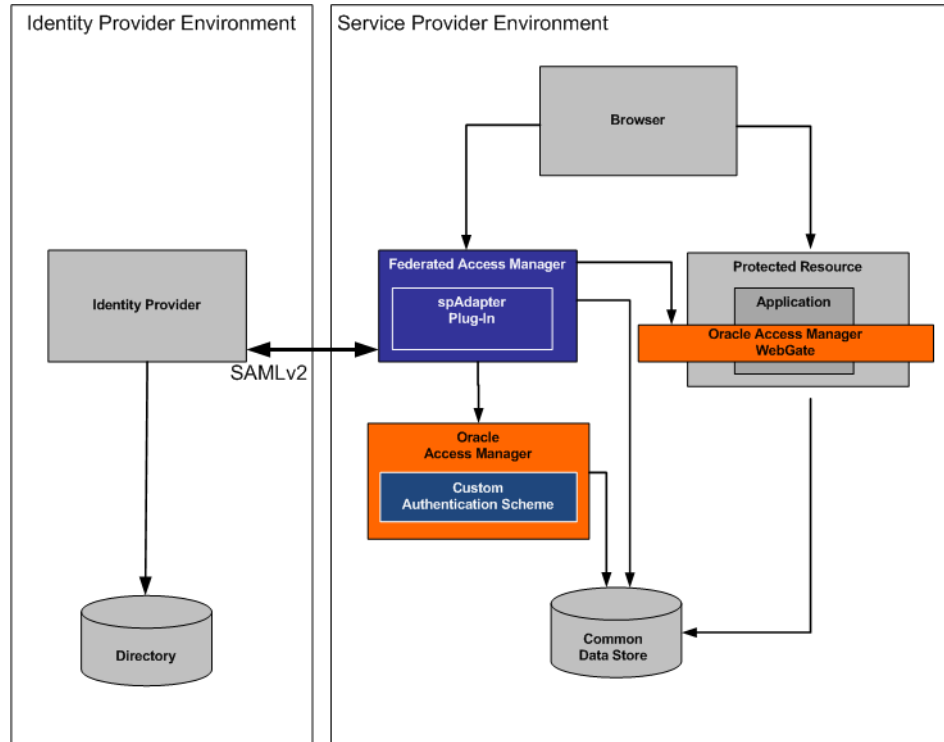 Identity Provider Environment
Service Provider Environment
Browser
Federated Access Manager
spAdapter
Plug-In
Protected Resource
Application
Oracle Access Manager
WebGate
Identity Provider
SAMLv2
Oracle
Access Manager
Custom
Authentication Scheme
Directory
Common
Data Store